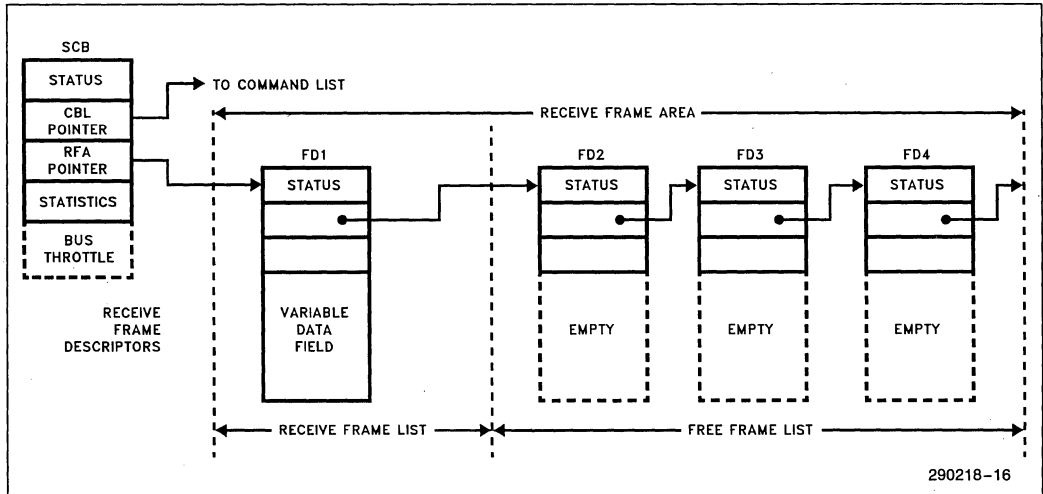 SCB
STATUS
CBL
POINTER
RFA
POINTER
STATISTICS
BUS
THROTTLE
TO COMMAND LIST
RECEIVE FRAME AREA
RECEIVE
FRAME
DESCRIPTORS
FD1
STATUS
VARIABLE
DATA
FIELD
FD2
STATUS
EMPTY
FD3
STATUS
EMPTY
FD4
STATUS
EMPTY
RECEIVE FRAME LIST
FREE FRAME LIST
290218-16